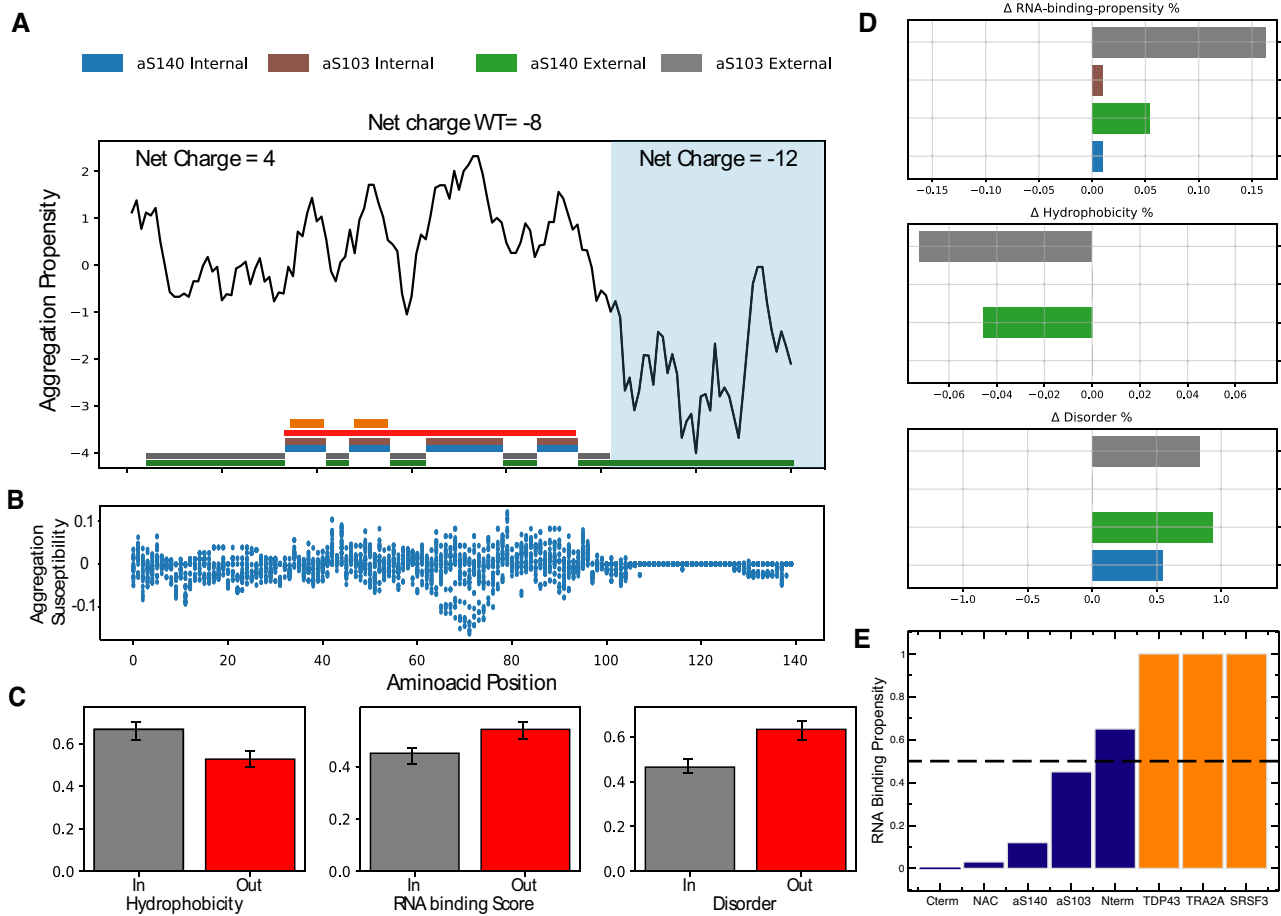 A
aS140 Internal aS103 Internal aS140 External aS103 External
Net charge WT= -8
Net Charge = 4 Net Charge = -12
Aggregation Propensity
2
1
0
−1
−2
−3
−4
B
Aggregation
Susceptibility
0.1
0
-0.1
0 20 40 60 80 100 120 140
Aminoacid Position
C
0.6
0.4
0.2
0.0
In Out
Hydrophobicity
0.4
0.2
0.0
In Out
RNA binding Score
0.6
0.4
0.2
0.0
In Out
Disorder
D
Δ RNA-binding-propensity %
−0.15 −0.10 −0.05 0.00 0.05 0.10 0.15
Δ Hydrophobicity %
−0.06 −0.04 −0.02 0.00 0.02 0.04 0.06
Δ Disorder %
−1.0 −0.5 0.0 0.5 1.0
E
RNA Binding Propensity
1
0.8
0.6
0.4
0.2
0
Cterm NAC aS140 aS103 Nterm TDP43 TRA2A SRSF3